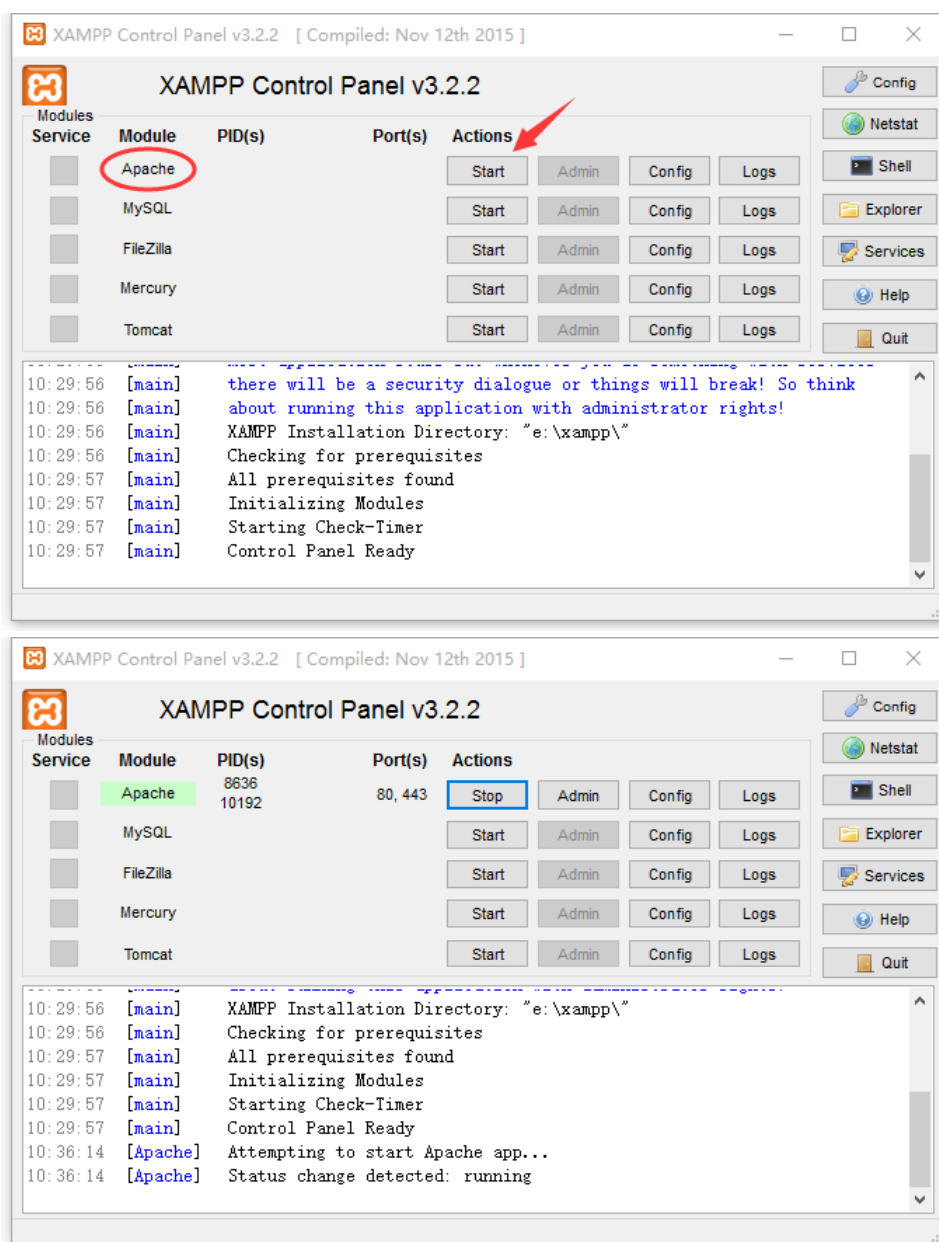 XAMPP Control Panel v3.2.2 [ Compiled: Nov 12th 2015 ]
XAMPP Control Panel v3.2.2
Config
Modules
Service Module PID(s) Port(s) Actions
Netstat
Apache Start Admin Config Logs
Shell
MySQL Start Admin Config Logs
Explorer
FileZilla Start Admin Config Logs
Services
Mercury Start Admin Config Logs
Help
Tomcat Start Admin Config Logs
Quit
10:29:56 [main] there will be a security dialogue or things will break! So think
10:29:56 [main] about running this application with administrator rights!
10:29:56 [main] XAMPP Installation Directory: "e:\xampp\"
10:29:56 [main] Checking for prerequisites
10:29:57 [main] All prerequisites found
10:29:57 [main] Initializing Modules
10:29:57 [main] Starting Check-Timer
10:29:57 [main] Control Panel Ready
XAMPP Control Panel v3.2.2 [ Compiled: Nov 12th 2015 ]
XAMPP Control Panel v3.2.2
Config
Modules
Service Module PID(s) Port(s) Actions
Netstat
Apache 8636 10192 80, 443 Stop Admin Config Logs
Shell
MySQL Start Admin Config Logs
Explorer
FileZilla Start Admin Config Logs
Services
Mercury Start Admin Config Logs
Help
Tomcat Start Admin Config Logs
Quit
10:29:56 [main] XAMPP Installation Directory: "e:\xampp\"
10:29:56 [main] Checking for prerequisites
10:29:57 [main] All prerequisites found
10:29:57 [main] Initializing Modules
10:29:57 [main] Starting Check-Timer
10:29:57 [main] Control Panel Ready
10:36:14 [Apache] Attempting to start Apache app...
10:36:14 [Apache] Status change detected: running